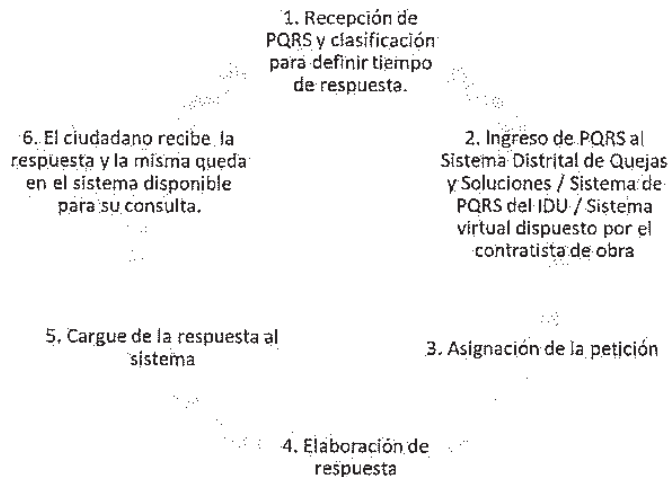 1. Recepción de
PQRS y clasificación
para definir tiempo
de respuesta.
2. Ingreso de PQRS al
Sistema Distrital de Quejas
y Soluciones / Sistema de
PQRS del IDU / Sistema
virtual dispuesto por el
contratista de obra
3. Asignación de la petición
4. Elaboración de
respuesta
5. Cargue de la respuesta al
sistema
6. El ciudadano recibe la
respuesta y la misma queda
en el sistema disponible
para su consulta.